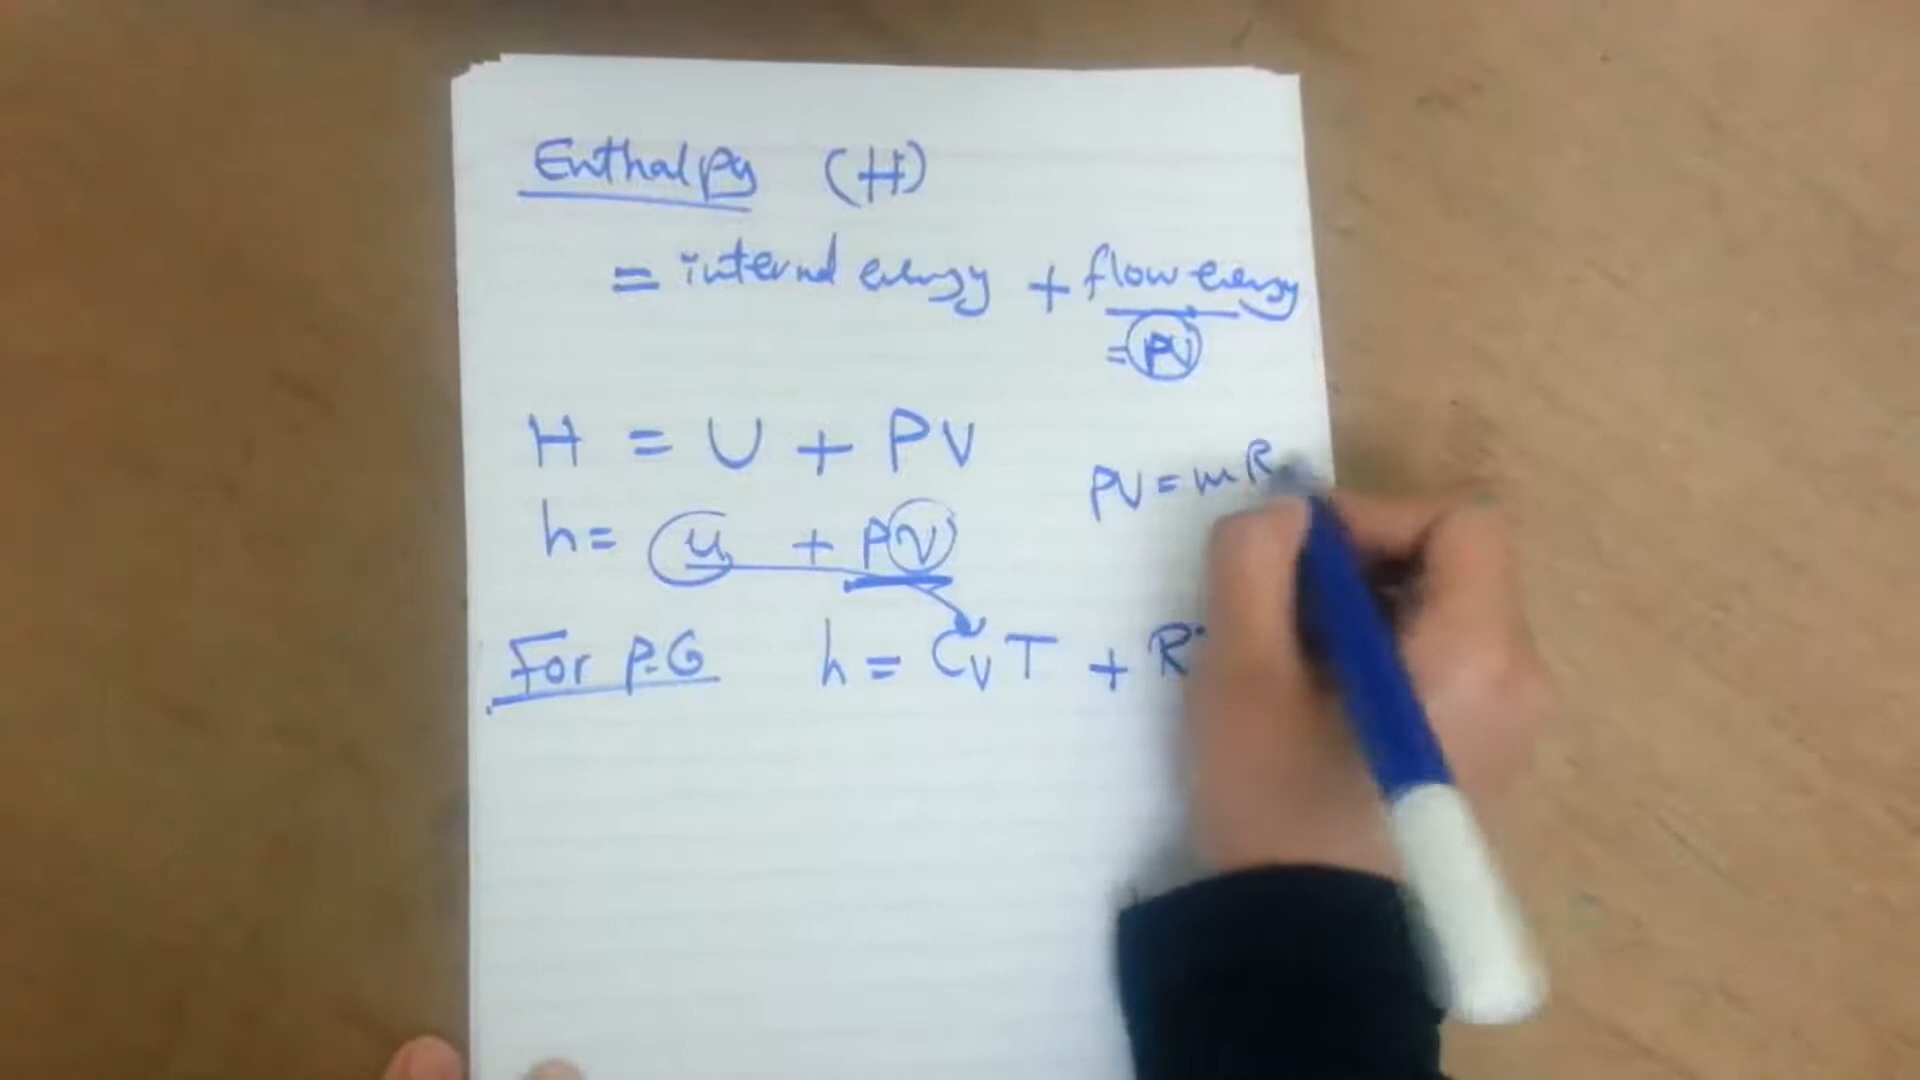 Enthalpy (H)
= internal energy + flow energy
= PV
H = U + PV
PV = mR
h = u + pv
For P.G h = CvT + R